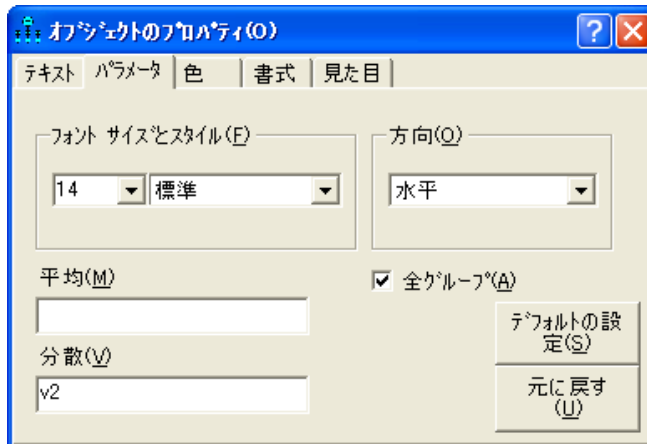 ｵﾌﾞｼﾞｪｸﾄのﾌﾟﾛﾊﾟﾃｨ(O)
テキスト ﾊﾟﾗﾒｰﾀ 色 書式 見た目
フォント サイズとスタイル(F) 方向(O)
14 標準 水平
平均(M) 全ｸﾞﾙｰﾌﾟ(A)
ﾃﾞﾌｫﾙﾄの設
定(S)
分散(V)
v2
元に戻す
(U)